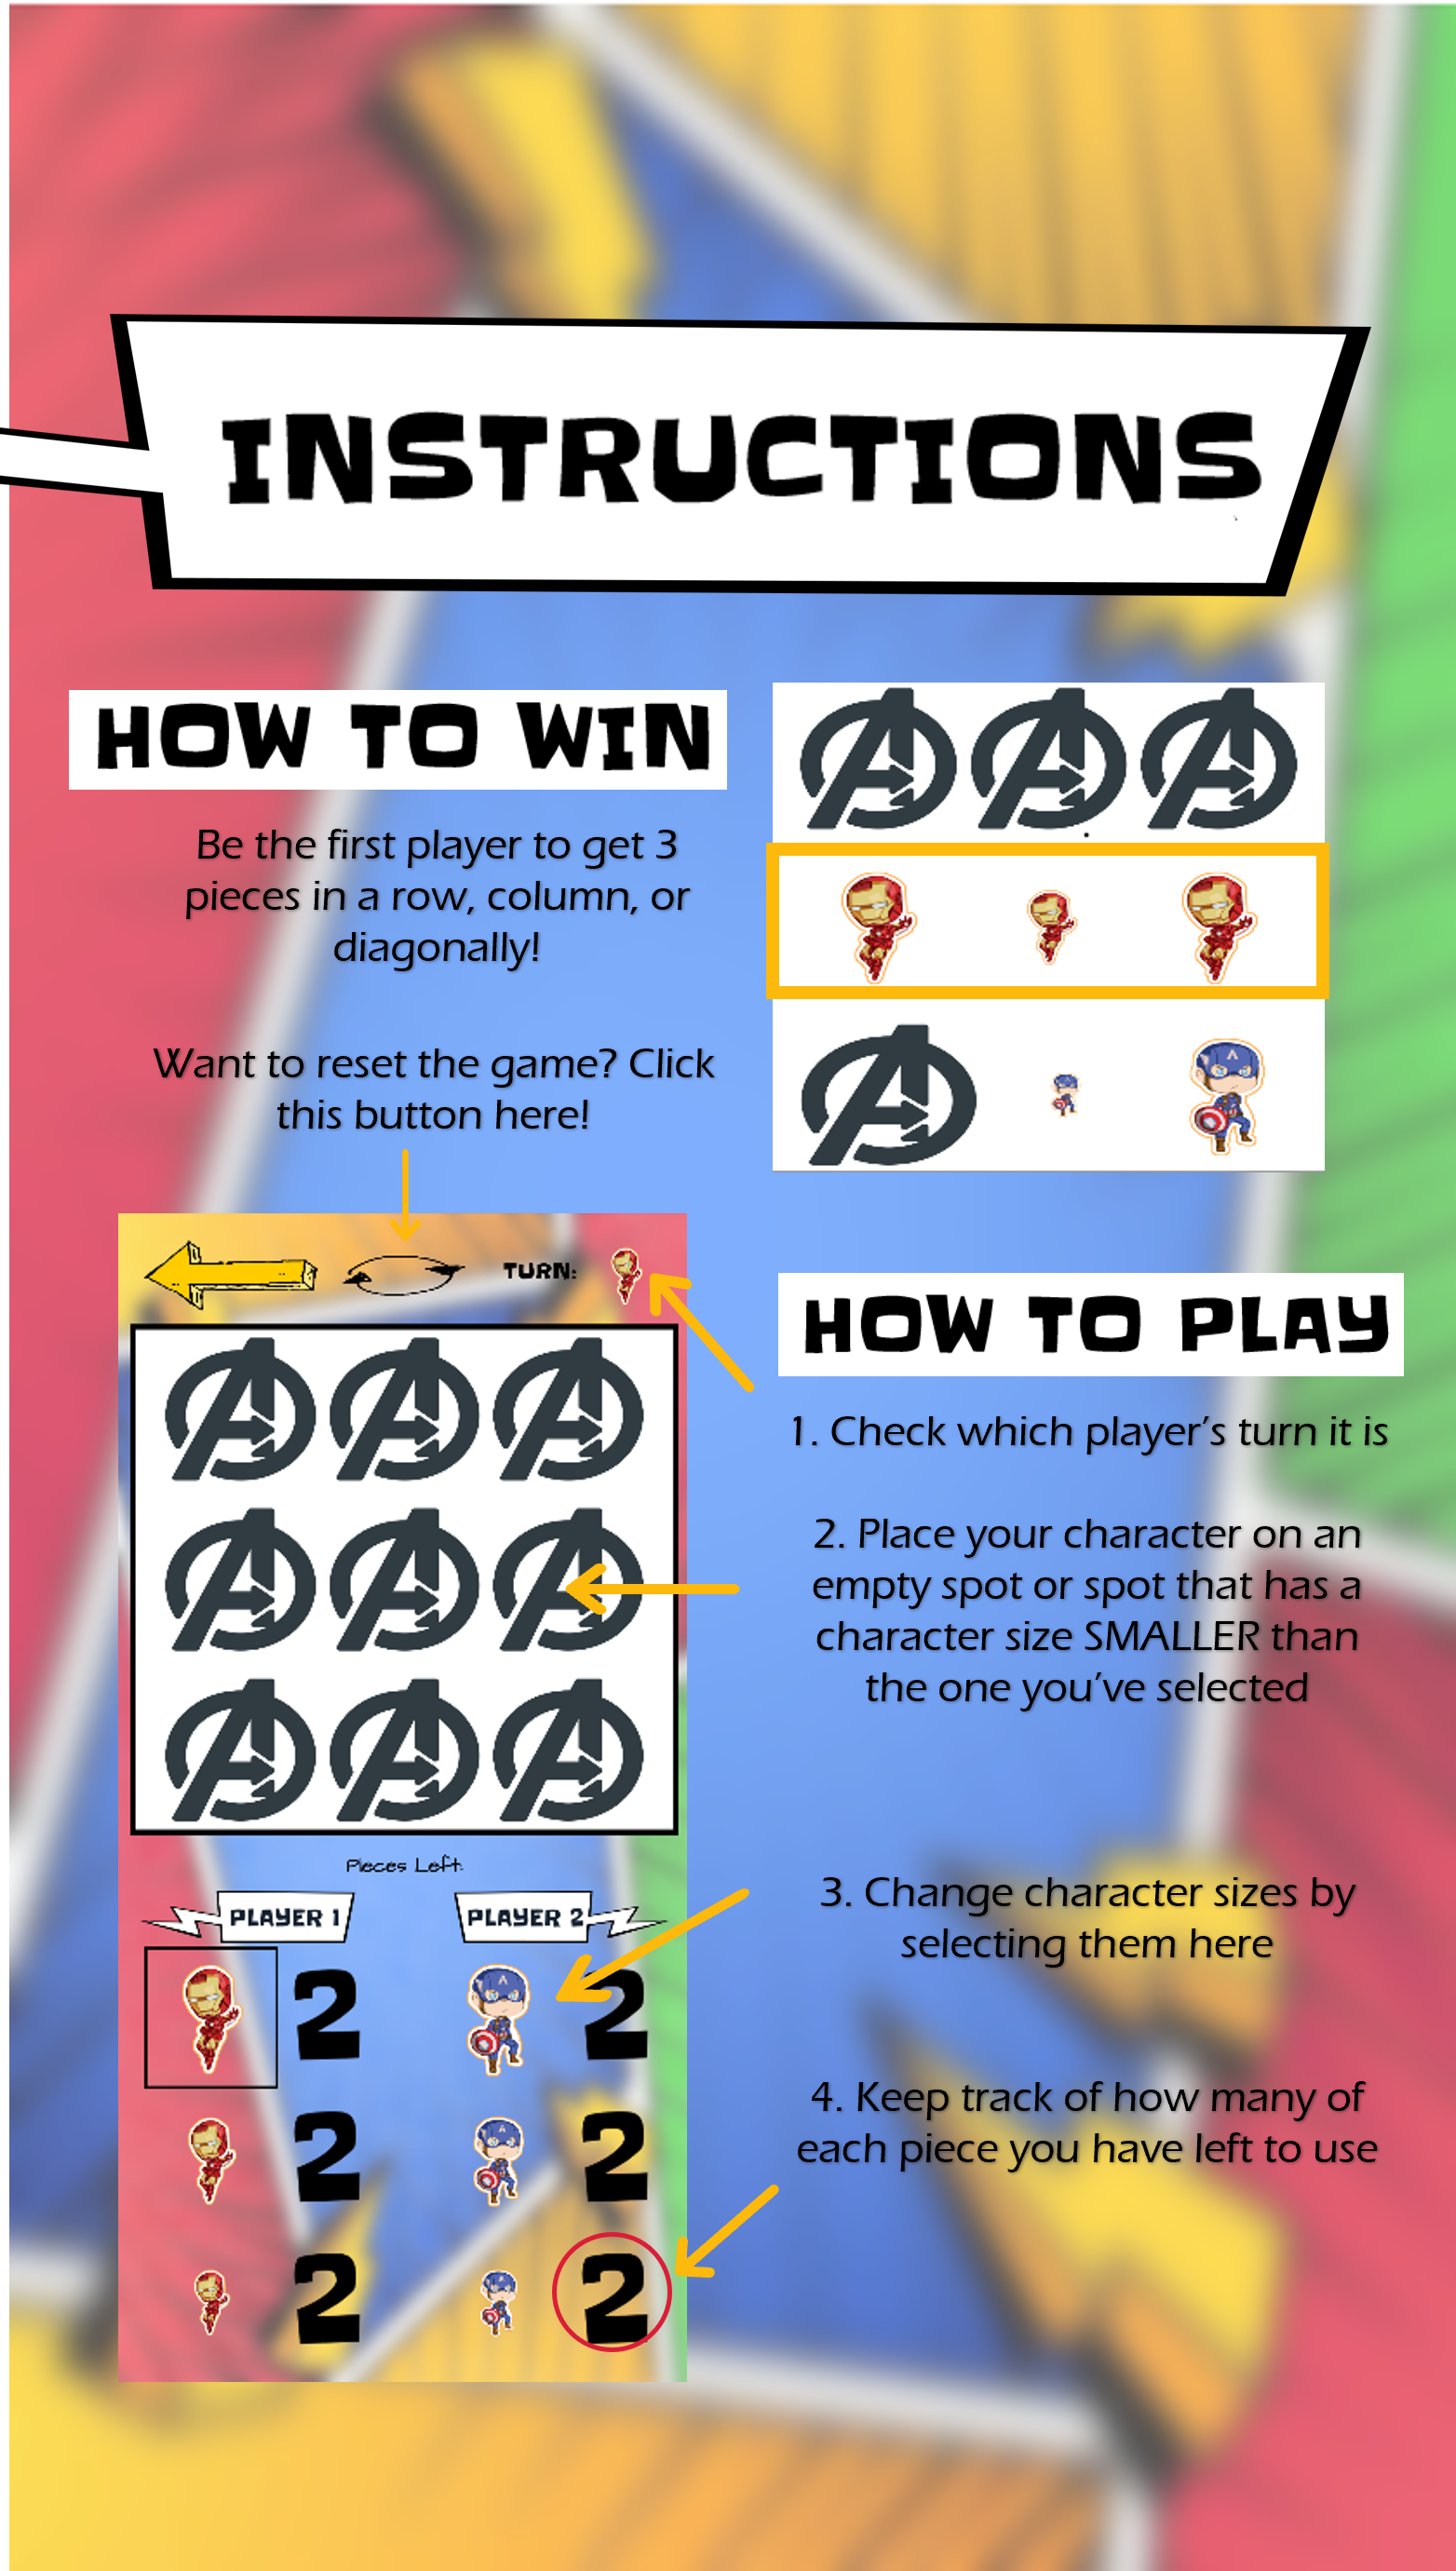 INSTRUCTIONS
HOW TO WIN
Be the first player to get 3
pieces in a row, column, or
diagonally!
Want to reset the game? Click
this button here!
TURN:
HOW TO PLAY
1. Check which player's turn it is
2. Place your character on an
empty spot or spot that has a
character size SMALLER than
the one you've selected
Pieces Left:
PLAYER 1
PLAYER 2
3. Change character sizes by
selecting them here
2 2
4. Keep track of how many of
each piece you have left to use
2 2
2 2